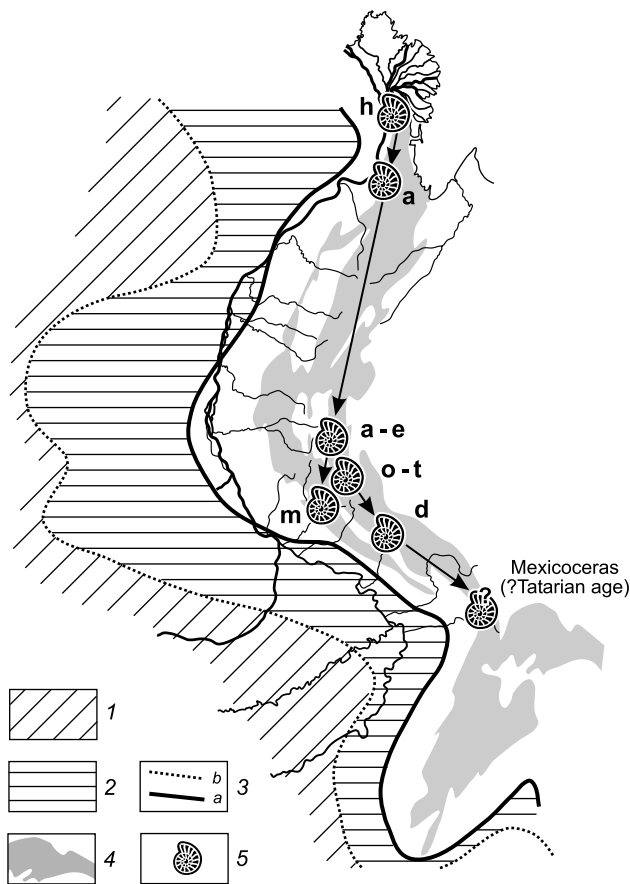 h
a
a - e
o - t
m
d
Mexicoceras
(?Tatarian age)
?
1
2
b
a
3
4
5